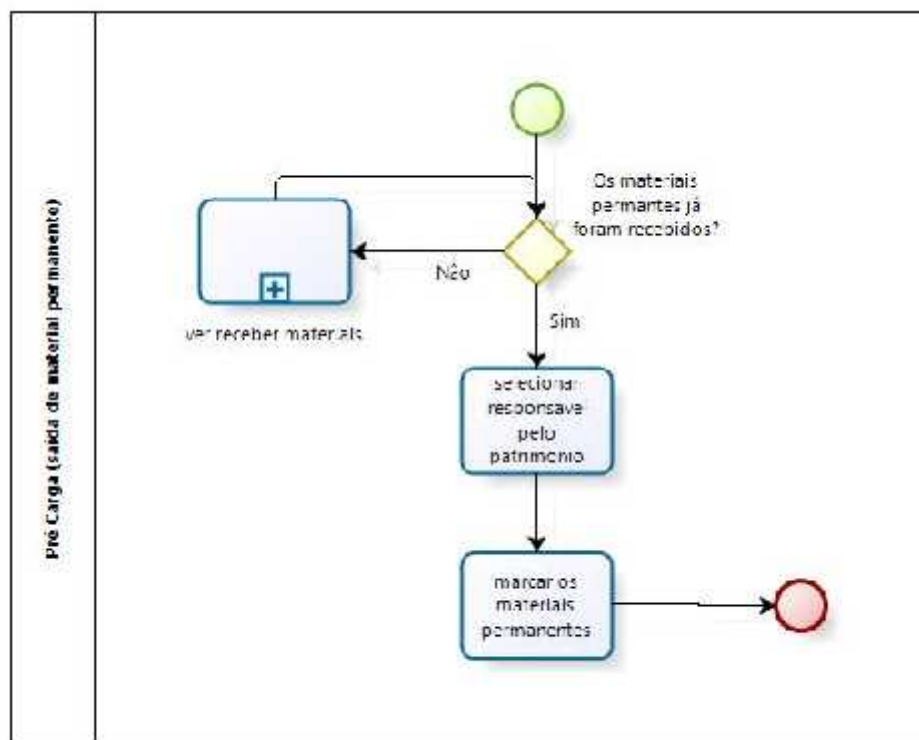 Pré Carga (saída de material permanente)
Os materiais
permantes já
foram recebidos?
Não
ver receber materiais
Sim
selecionar
responsavel
pelo
patrimonio
marcar os
materiais
permanentes